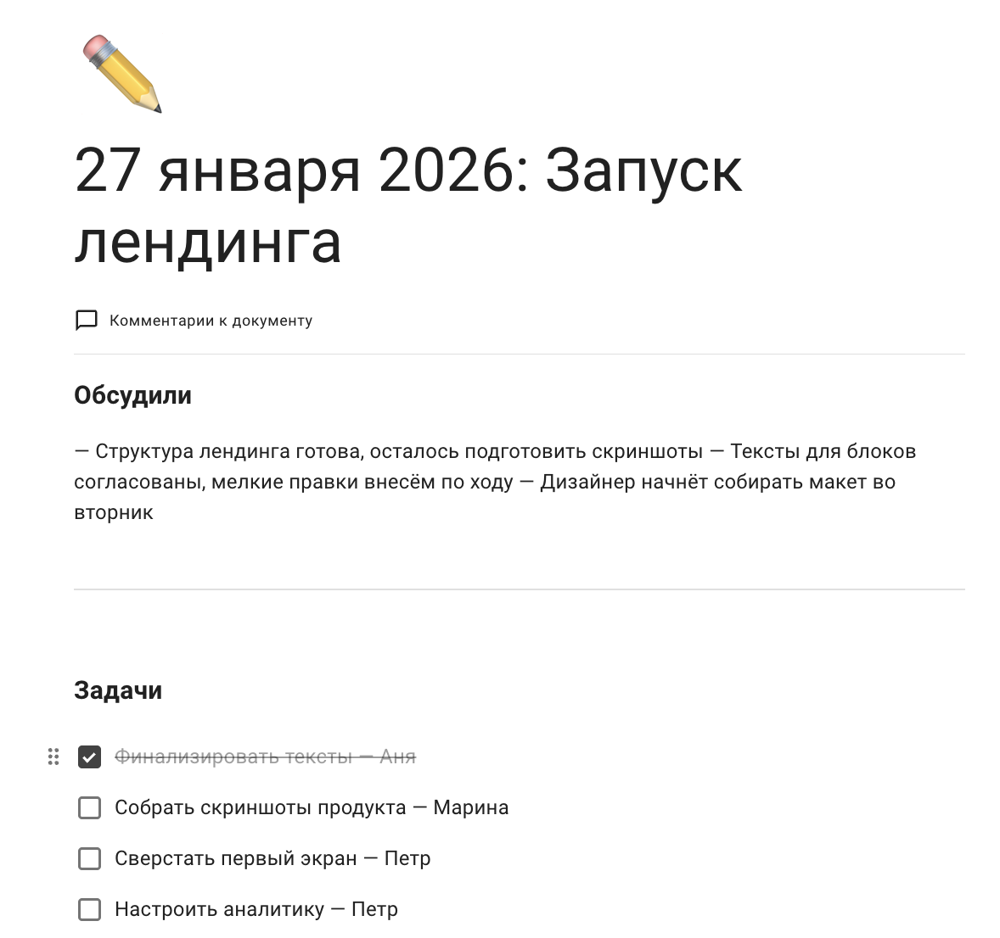 27 января 2026: Запуск
лендинга
Комментарии к документу
Обсудили
— Структура лендинга готова, осталось подготовить скриншоты — Тексты для блоков
согласованы, мелкие правки внесём по ходу — Дизайнер начнёт собирать макет во
вторник
Задачи
Финализировать тексты — Аня
Собрать скриншоты продукта — Марина
Сверстать первый экран — Петр
Настроить аналитику — Петр